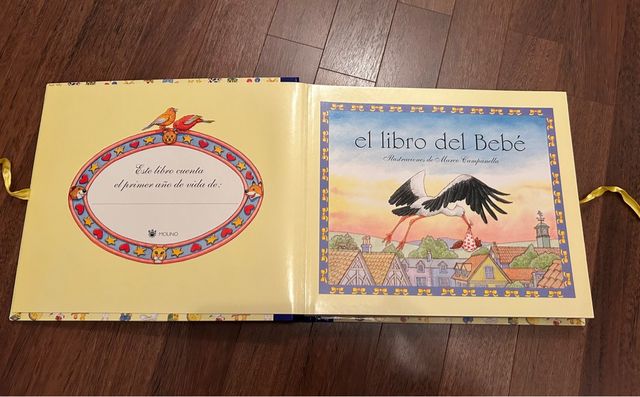 Este libro cuenta
el primer año de vida de:
MOLINO
el libro del Bebé
Ilustraciones de Marco Campanella